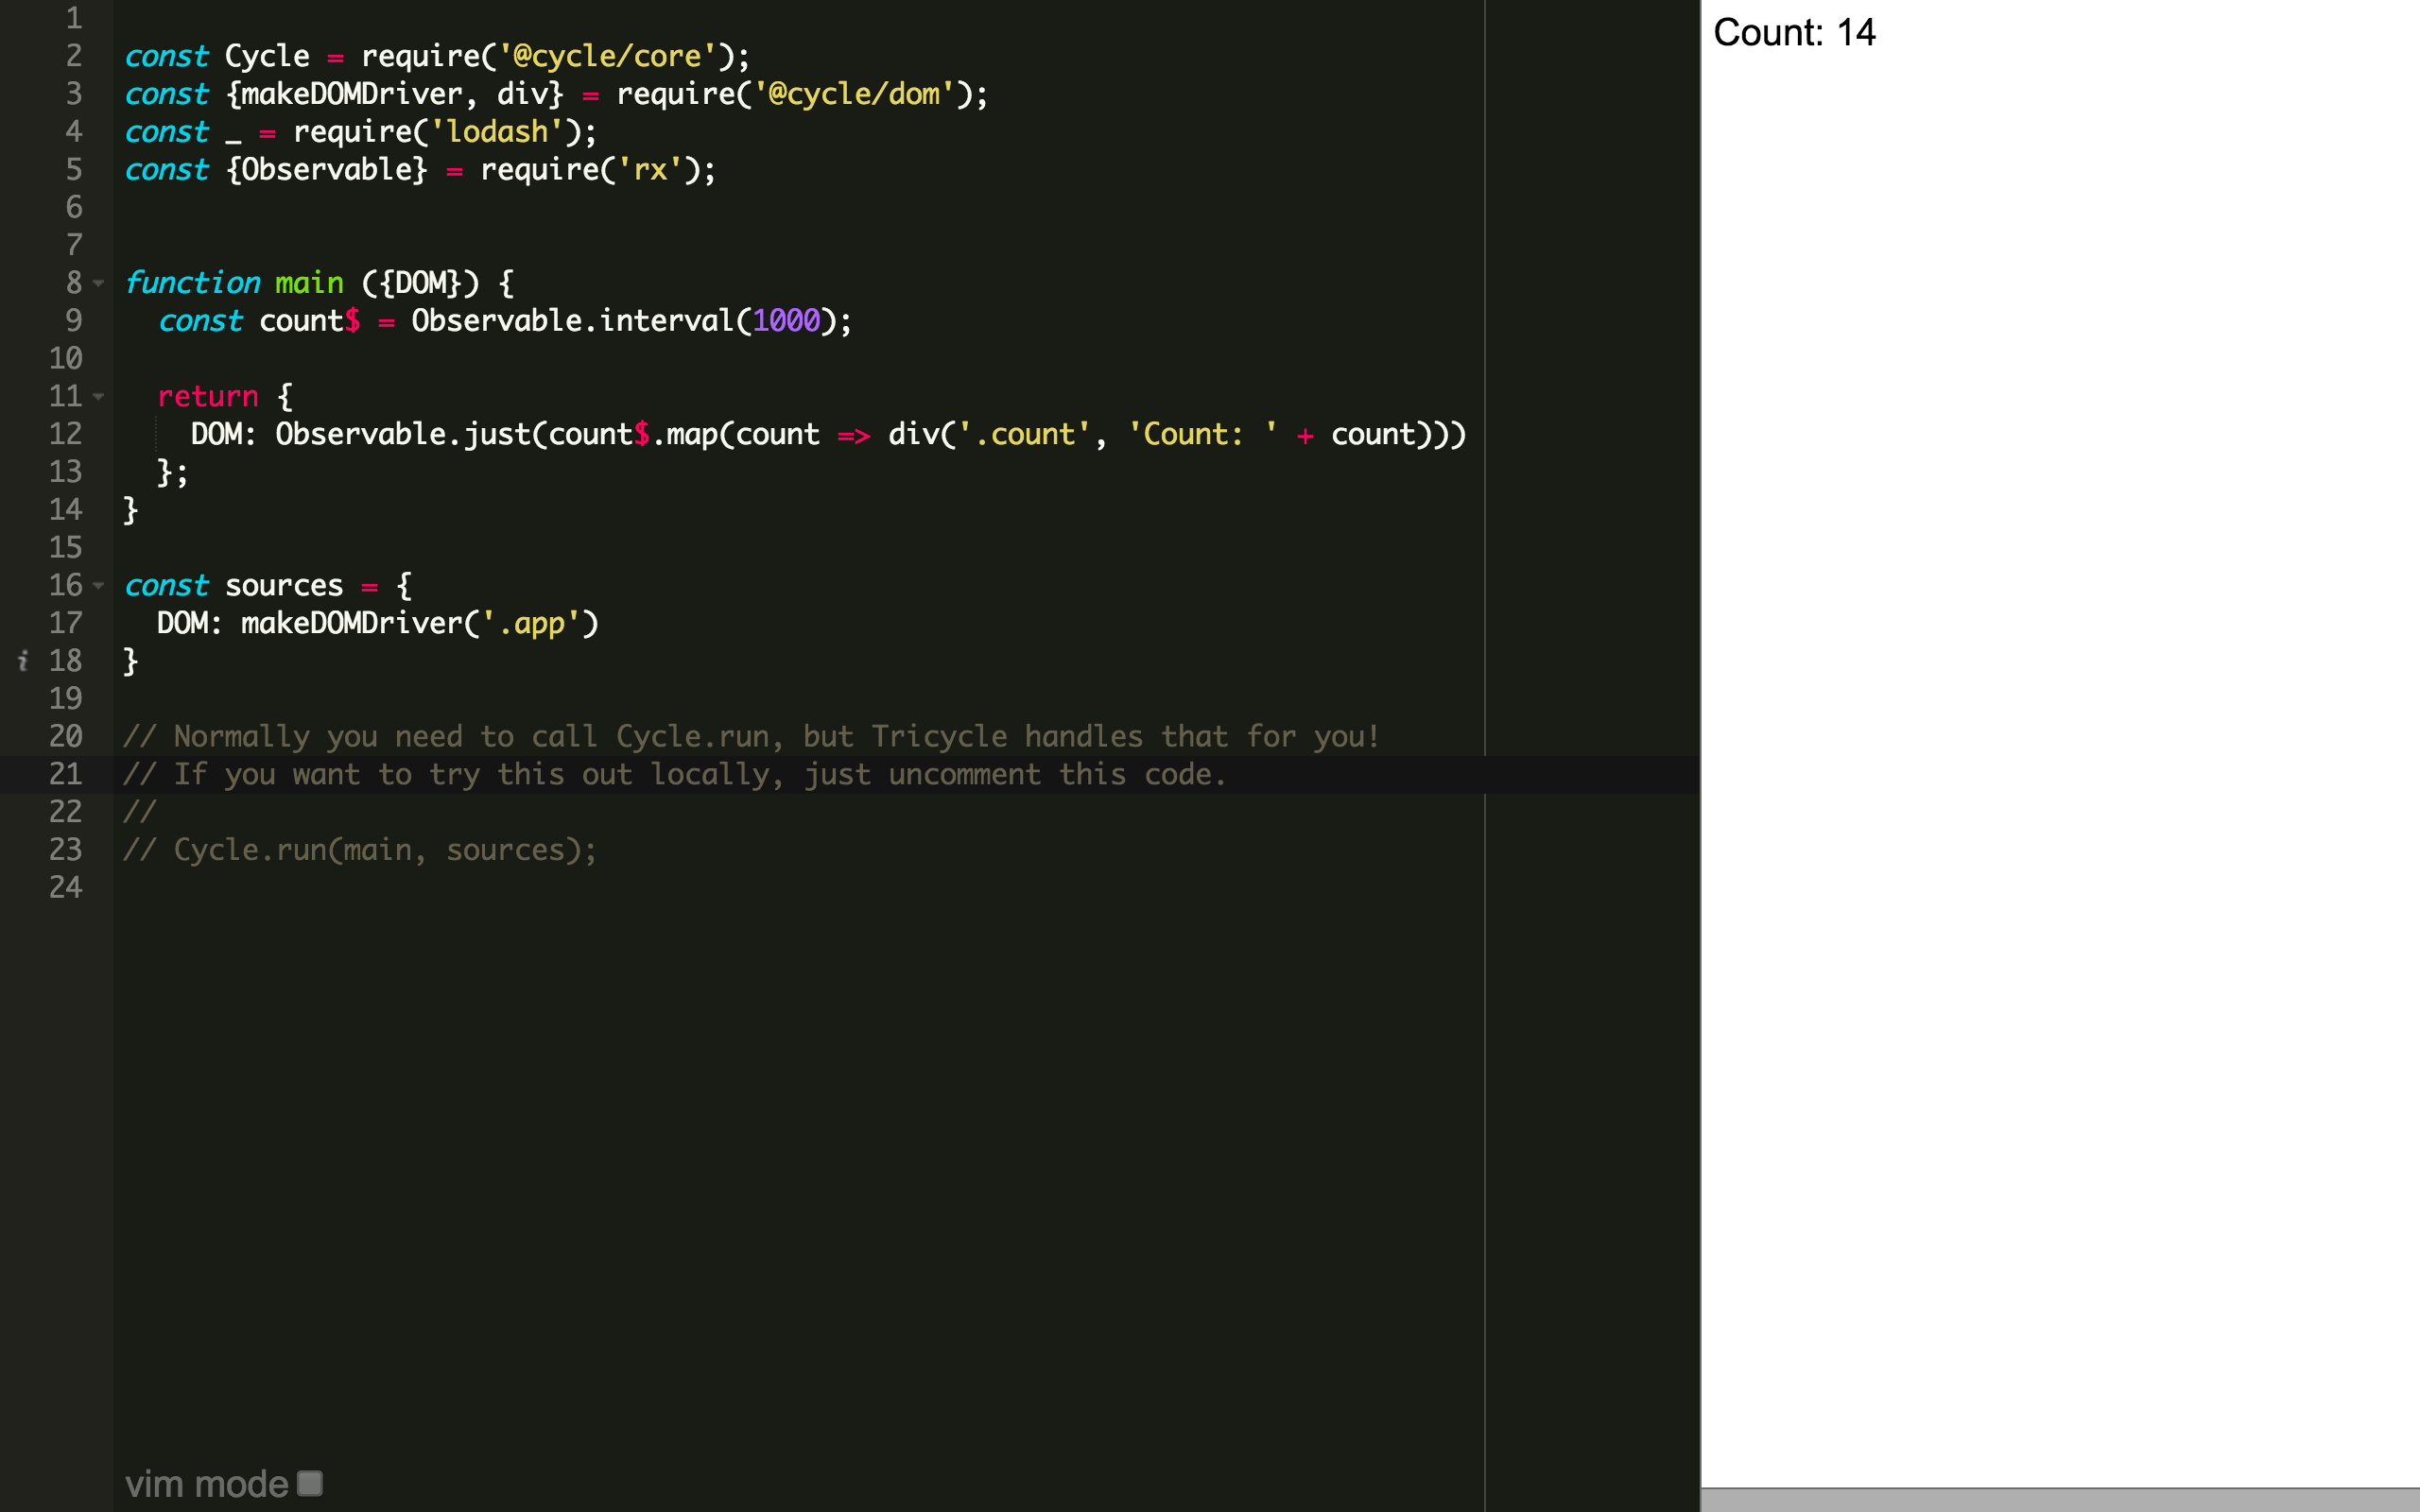 1
2 const Cycle = require('@cycle/core');
3 const {makeDOMDriver, div} = require('@cycle/dom');
4 const _ = require('lodash');
5 const {Observable} = require('rx');
6
7
8 function main ({DOM}) {
9   const count$ = Observable.interval(1000);
10
11   return {
12     DOM: Observable.just(count$.map(count => div('.count', 'Count: ' + count)))
13   };
14 }
15
16 const sources = {
17   DOM: makeDOMDriver('.app')
i 18 }
19
20 // Normally you need to call Cycle.run, but Tricycle handles that for you!
21 // If you want to try this out locally, just uncomment this code.
22 //
23 // Cycle.run(main, sources);
24
vim mode
Count: 14